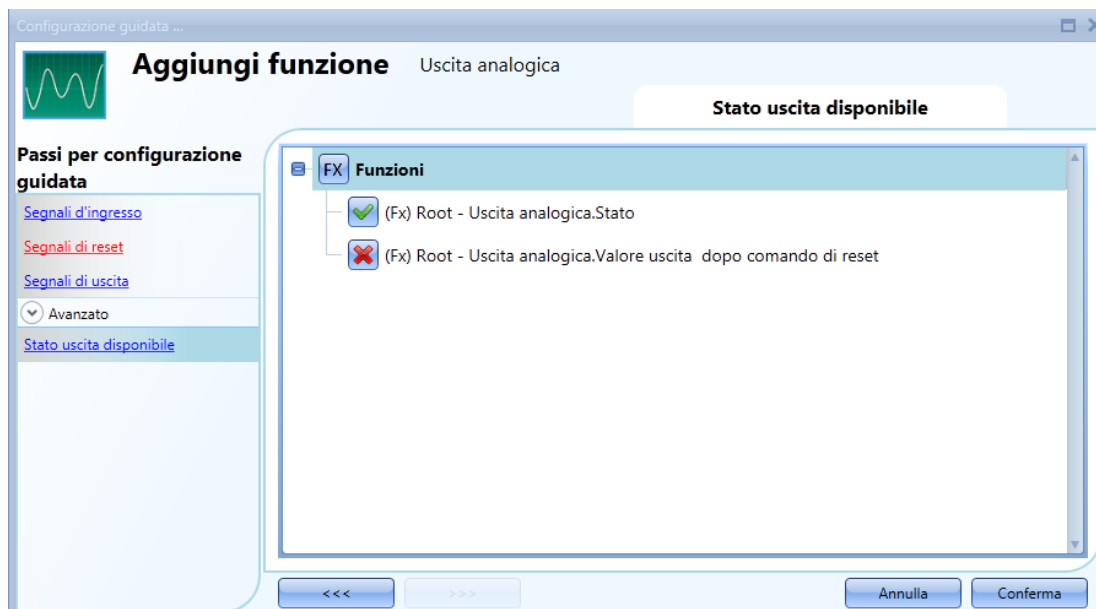 Configurazione guidata ...
Aggiungi funzione Uscita analogica
Stato uscita disponibile
Passi per configurazione
guidata
Segnali d'ingresso
Segnali di reset
Segnali di uscita
Avanzato
Stato uscita disponibile
FX Funzioni
(Fx) Root - Uscita analogica.Stato
(Fx) Root - Uscita analogica.Valore uscita dopo comando di reset
<<<
>>>
Annulla
Conferma